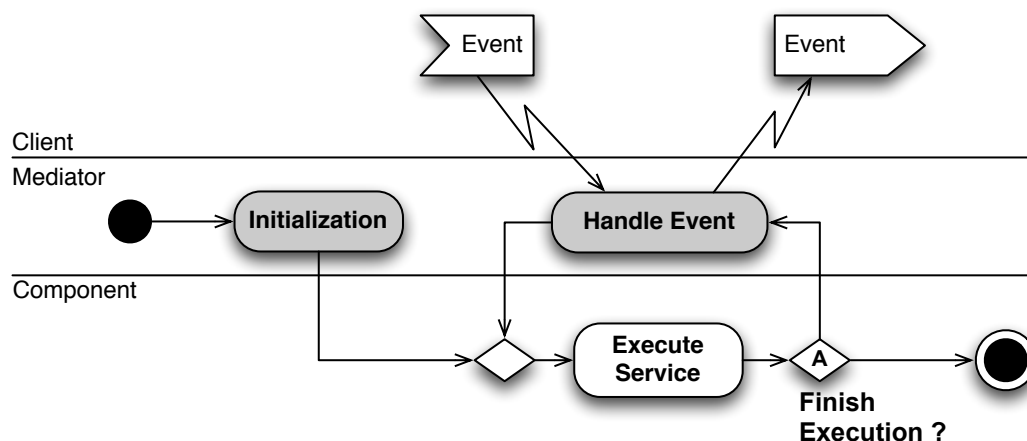 Event
Event
Client
Mediator
Initialization
Handle Event
Component
Execute
Service
A
Finish
Execution ?